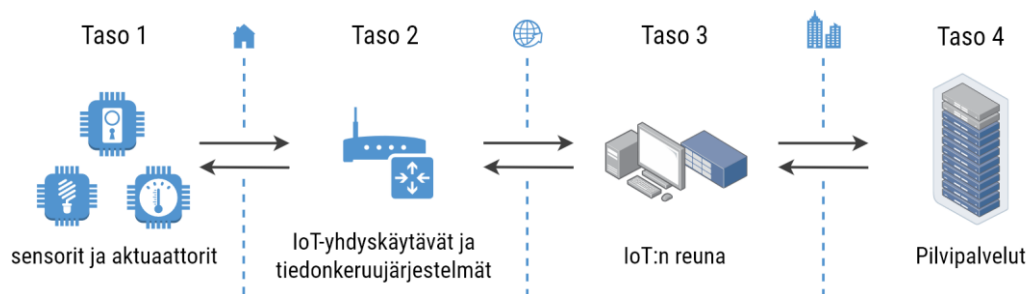 Taso 1
Taso 2
Taso 3
Taso 4
sensorit ja aktuaattorit
IoT-yhdyskäytävät ja
tiedonkeruujärjestelmät
IoT:n reuna
Pilvipalvelut